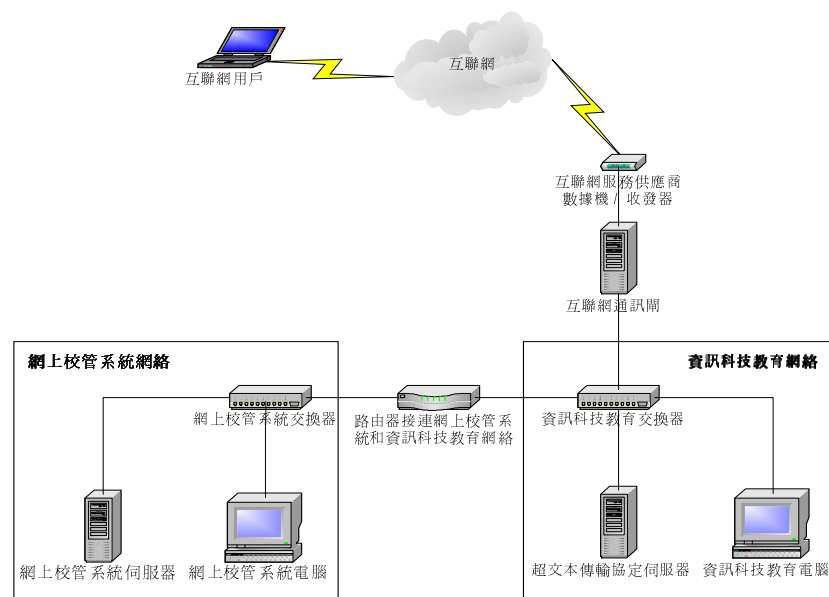 互聯網用戶
互聯網
互聯網服務供應商
數據機 / 收發器
互聯網通訊閘
網上校管系統網絡
資訊科技教育網絡
網上校管系統交換器
路由器接連網上校管系
統和資訊科技教育網絡
資訊科技教育交換器
網上校管系統伺服器
網上校管系統電腦
超文本傳輸協定伺服器
資訊科技教育電腦